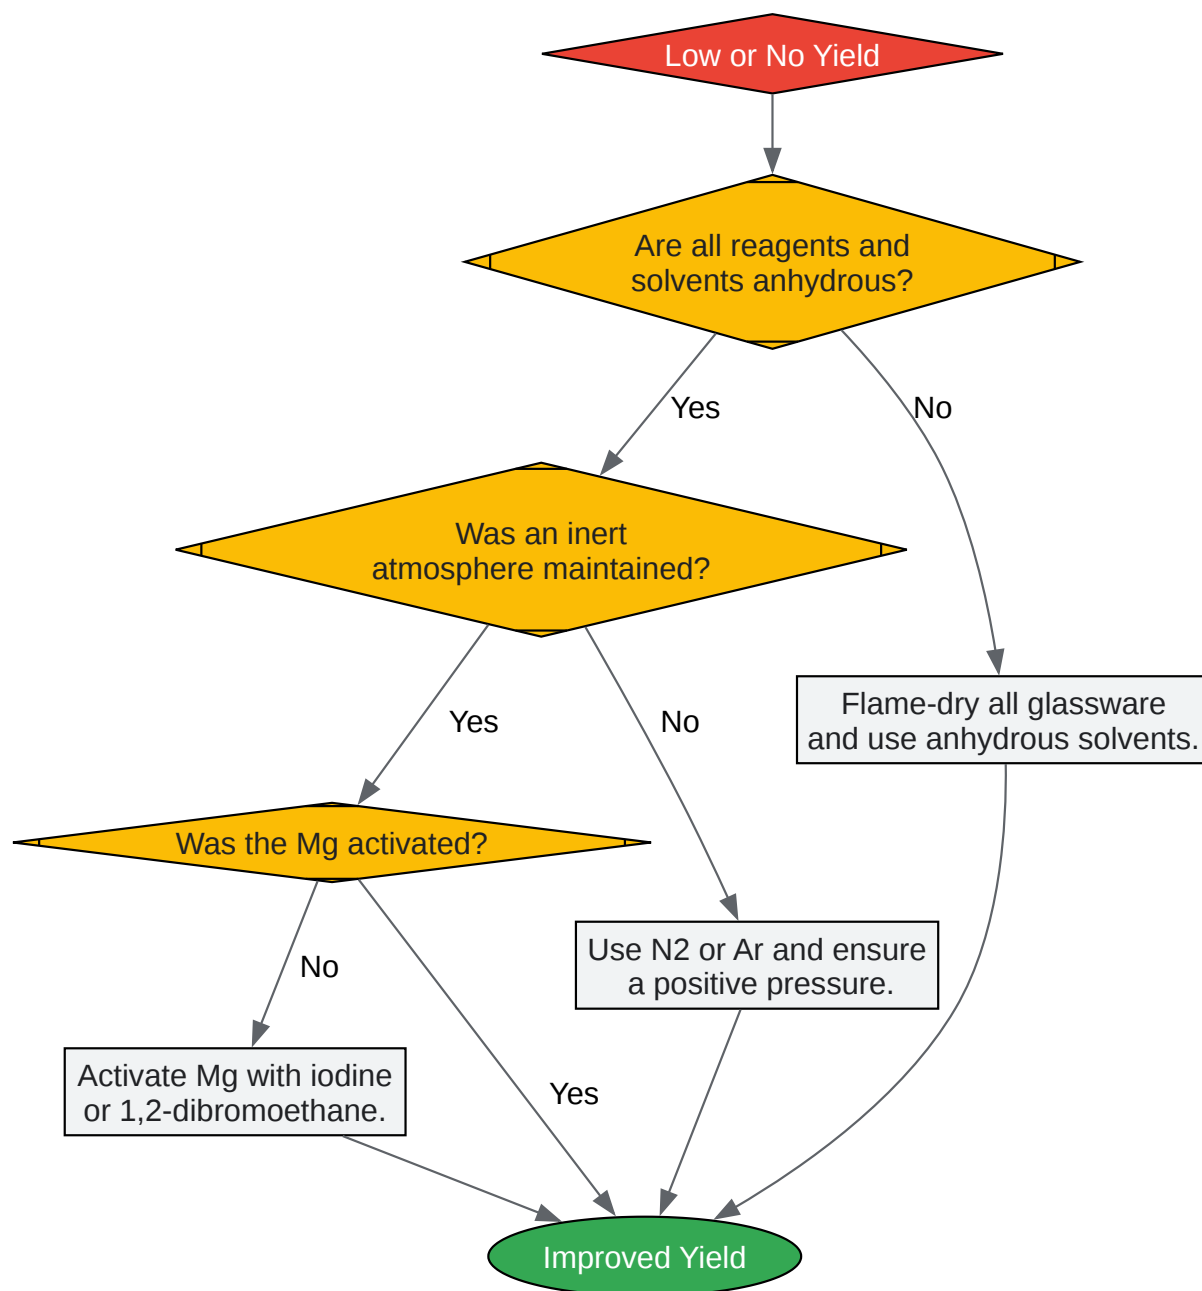 Low or No Yield
Are all reagents and
solvents anhydrous?
Yes
No
Was an inert
atmosphere maintained?
Yes
No
Flame-dry all glassware
and use anhydrous solvents.
Was the Mg activated?
No
Use N2 or Ar and ensure
a positive pressure.
Activate Mg with iodine
or 1,2-dibromoethane.
Yes
Improved Yield